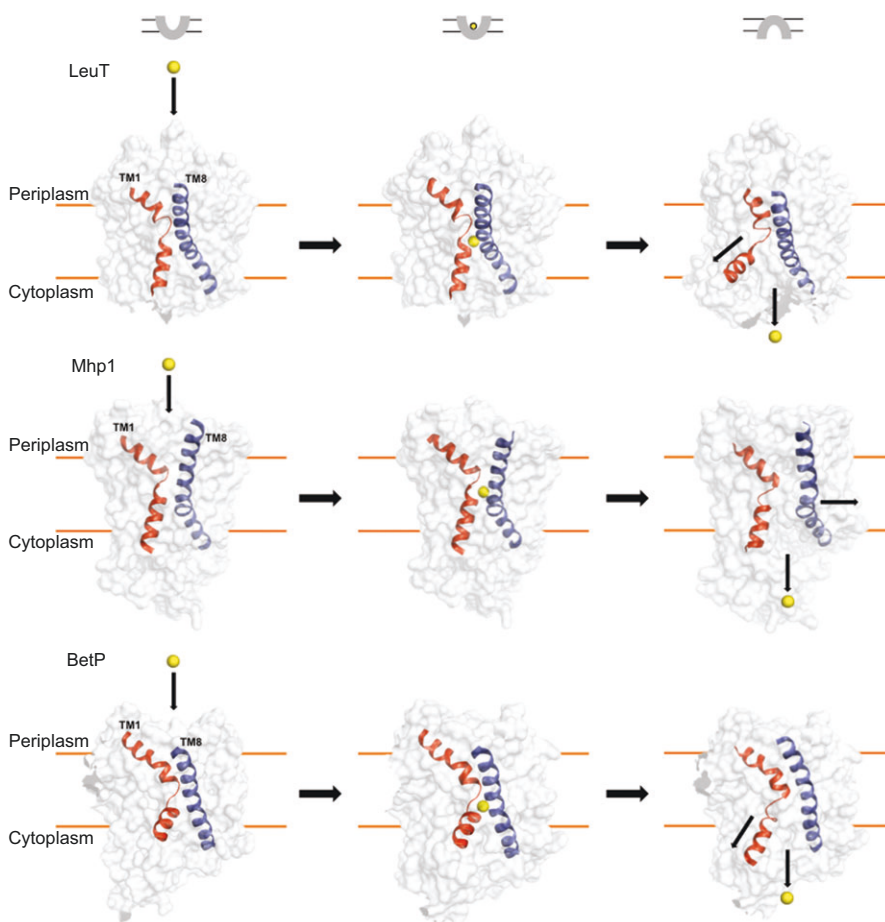 LeuT
TM1
TM8
Periplasm
Cytoplasm
Mhp1
TM1
TM8
Periplasm
Cytoplasm
BetP
TM1
TM8
Periplasm
Cytoplasm